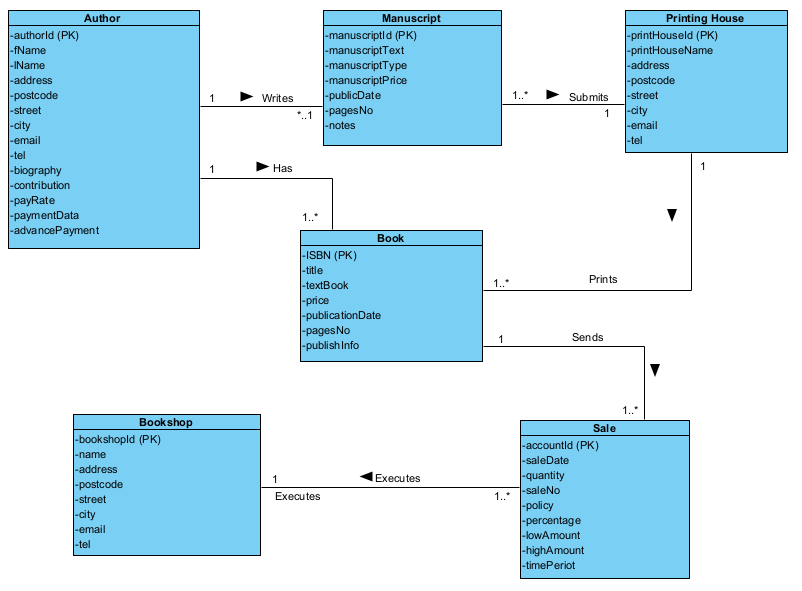 Author
-authorId (PK)
-fName
-lName
-address
-postcode
-street
-city
-email
-tel
-biography
-contribution
-payRate
-paymentData
-advancePayment
Manuscript
-manuscriptId (PK)
-manuscriptText
-manuscriptType
-manuscriptPrice
-publicDate
-pagesNo
-notes
Printing House
-printHouseId (PK)
-printHouseName
-address
-postcode
-street
-city
-email
-tel
1
Writes
*..1
1..*
Submits
1
1
Has
1..*
1
Prints
1..*
Book
-ISBN (PK)
-title
-textBook
-price
-publicationDate
-pagesNo
-publishInfo
1
Sends
1..*
Bookshop
-bookshopId (PK)
-name
-address
-postcode
-street
-city
-email
-tel
1
Executes
Executes
1..*
Sale
-accountId (PK)
-saleDate
-quantity
-saleNo
-policy
-percentage
-lowAmount
-highAmount
-timePeriot